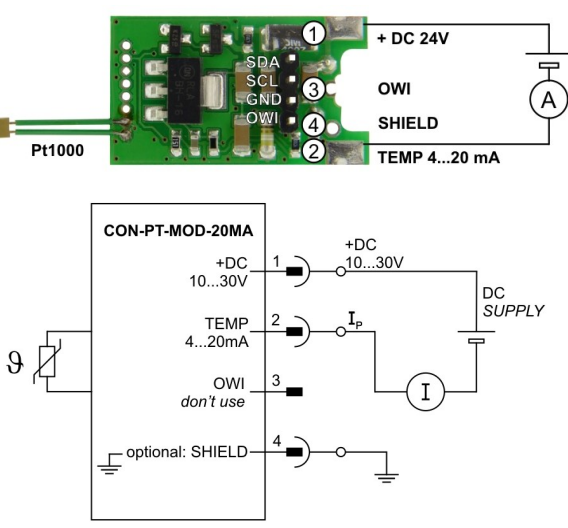 1
+ DC 24V
SDA
SCL
GND
OWI
3
OWI
A
4
SHIELD
2
TEMP 4...20 mA
Pt1000
CON-PT-MOD-20MA
+DC
10...30V
1
+DC
10...30V
DC
SUPPLY
TEMP
4...20mA
2
I_P
ϑ
I
OWI
don't use
3
optional: SHIELD
4